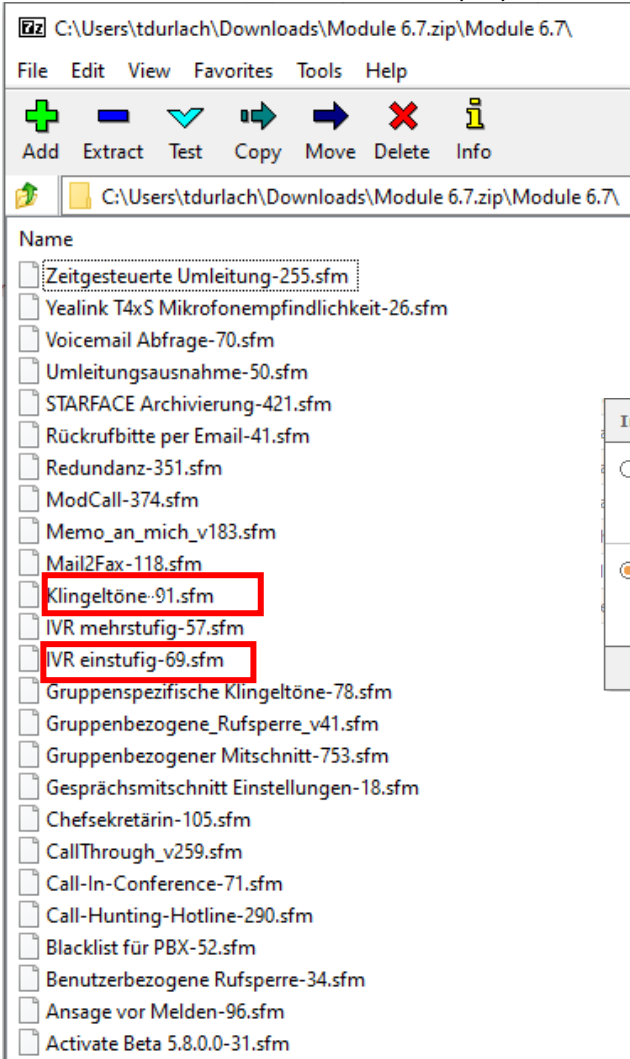 C:\Users\tdurlach\Downloads\Module 6.7.zip\Module 6.7\
File Edit View Favorites Tools Help
Add Extract Test Copy Move Delete Info
C:\Users\tdurlach\Downloads\Module 6.7.zip\Module 6.7\
Name
Zeitgesteuerte Umleitung-255.sfm
Yealink T4xS Mikrofonempfindlichkeit-26.sfm
Voicemail Abfrage-70.sfm
Umleitungsausnahme-50.sfm
STARFACE Archivierung-421.sfm
Rückrufbitte per Email-41.sfm
Redundanz-351.sfm
ModCall-374.sfm
Memo_an_mich_v183.sfm
Mail2Fax-118.sfm
Klingeltöne--91.sfm
IVR mehrstufig-57.sfm
IVR einstufig-69.sfm
Gruppenspezifische Klingeltöne-78.sfm
Gruppenbezogene_Rufsperre_v41.sfm
Gruppenbezogener Mitschnitt-753.sfm
Gesprächsmitschnitt Einstellungen-18.sfm
Chefsekretärin-105.sfm
CallThrough_v259.sfm
Call-In-Conference-71.sfm
Call-Hunting-Hotline-290.sfm
Blacklist für PBX-52.sfm
Benutzerbezogene Rufsperre-34.sfm
Ansage vor Melden-96.sfm
Activate Beta 5.8.0.0-31.sfm